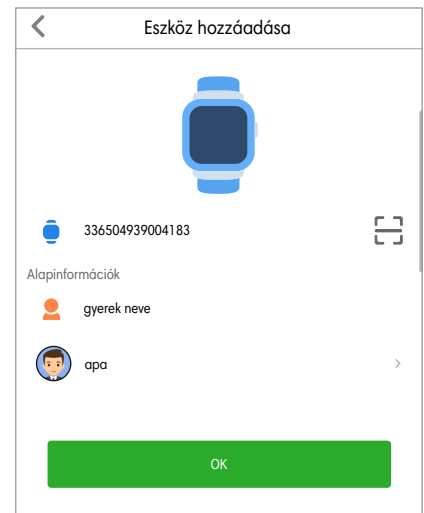 Eszköz hozzáadása
336504939004183
Alapinformációk
gyerek neve
apa
OK